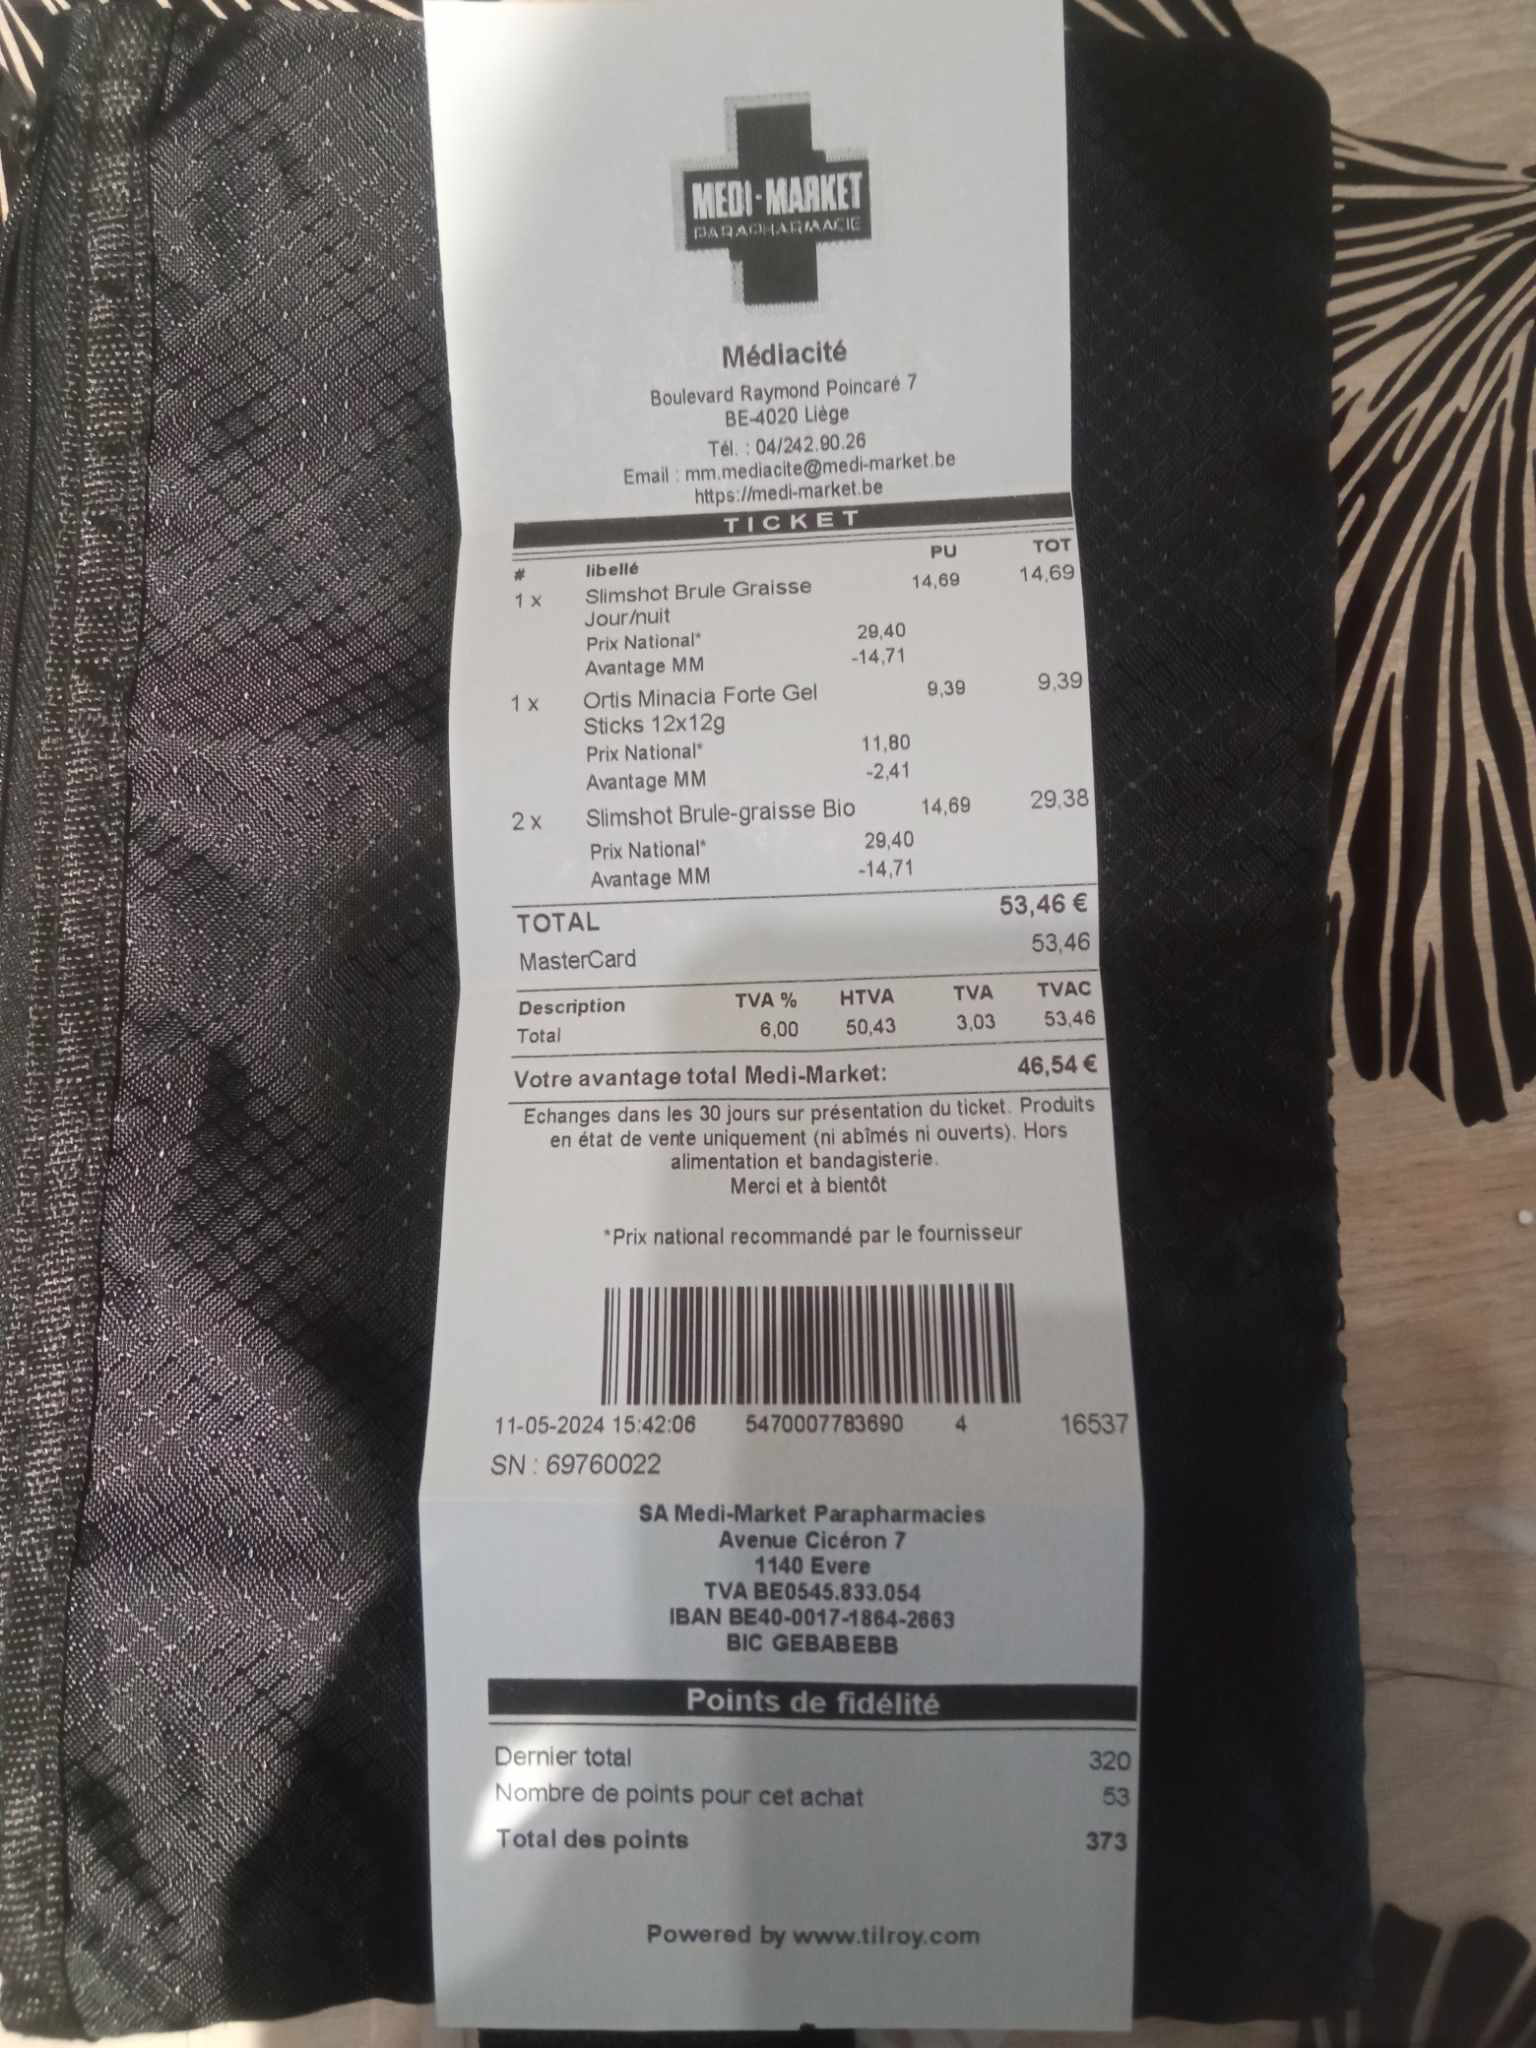 MEDI-MARKET
PARAPHARMACIE
Médiacité
Boulevard Raymond Poincaré 7
BE-4020 Liège
Tél. : 04/242.90.26
Email : mm.mediacite@medi-market.be
https://medi-market.be
TICKET
# libellé PU TOT
1 x Slimshot Brule Graisse 14,69 14,69
Jour/nuit
Prix National* 29,40
Avantage MM -14,71
1 x Ortis Minacia Forte Gel 9,39 9,39
Sticks 12x12g
Prix National* 11,80
Avantage MM -2,41
2 x Slimshot Brule-graisse Bio 14,69 29,38
Prix National* 29,40
Avantage MM -14,71
TOTAL 53,46 €
MasterCard 53,46
Description TVA % HTVA TVA TVAC
Total 6,00 50,43 3,03 53,46
Votre avantage total Medi-Market: 46,54 €
Echanges dans les 30 jours sur présentation du ticket. Produits
en état de vente uniquement (ni abîmés ni ouverts). Hors
alimentation et bandagisterie.
Merci et à bientôt
*Prix national recommandé par le fournisseur
11-05-2024 15:42:06 5470007783690 4 16537
SN : 69760022
SA Medi-Market Parapharmacies
Avenue Cicéron 7
1140 Evere
TVA BE0545.833.054
IBAN BE40-0017-1864-2663
BIC GEBABEBB
Points de fidélité
Dernier total 320
Nombre de points pour cet achat 53
Total des points 373
Powered by www.tilroy.com